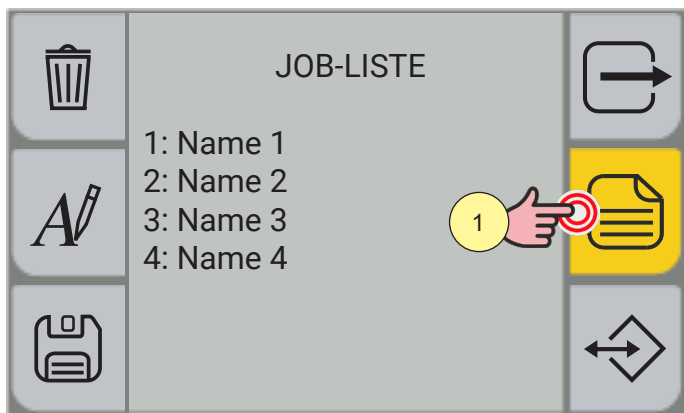 JOB-LISTE
1: Name 1
2: Name 2
3: Name 3
4: Name 4
1
A